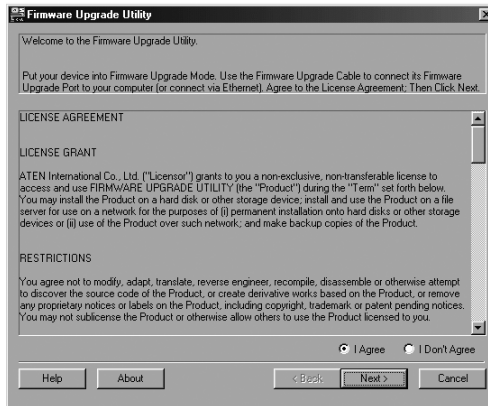 Firmware Upgrade Utility
Welcome to the Firmware Upgrade Utility.
Put your device into Firmware Upgrade Mode. Use the Firmware Upgrade Cable to connect its Firmware
Upgrade Port to your computer (or connect via Ethernet). Agree to the License Agreement; Then Click Next.
LICENSE AGREEMENT
LICENSE GRANT
ATEN International Co., Ltd. ("Licensor") grants to you a non-exclusive, non-transferable license to
access and use FIRMWARE UPGRADE UTILITY (the "Product") during the "Term" set forth below.
You may install the Product on a hard disk or other storage device; install and use the Product on a file
server for use on a network for the purposes of (i) permanent installation onto hard disks or other storage
devices or (ii) use of the Product over such network; and make backup copies of the Product.
RESTRICTIONS
You agree not to modify, adapt, translate, reverse engineer, recompile, disassemble or otherwise attempt
to discover the source code of the Product, or create derivative works based on the Product, or remove
any proprietary notices or labels on the Product, including copyright, trademark or patent pending notices.
You may not sublicense the Product or otherwise allow others to use the Product licensed to you.
I Agree I Don't Agree
Help About < Back Next > Cancel